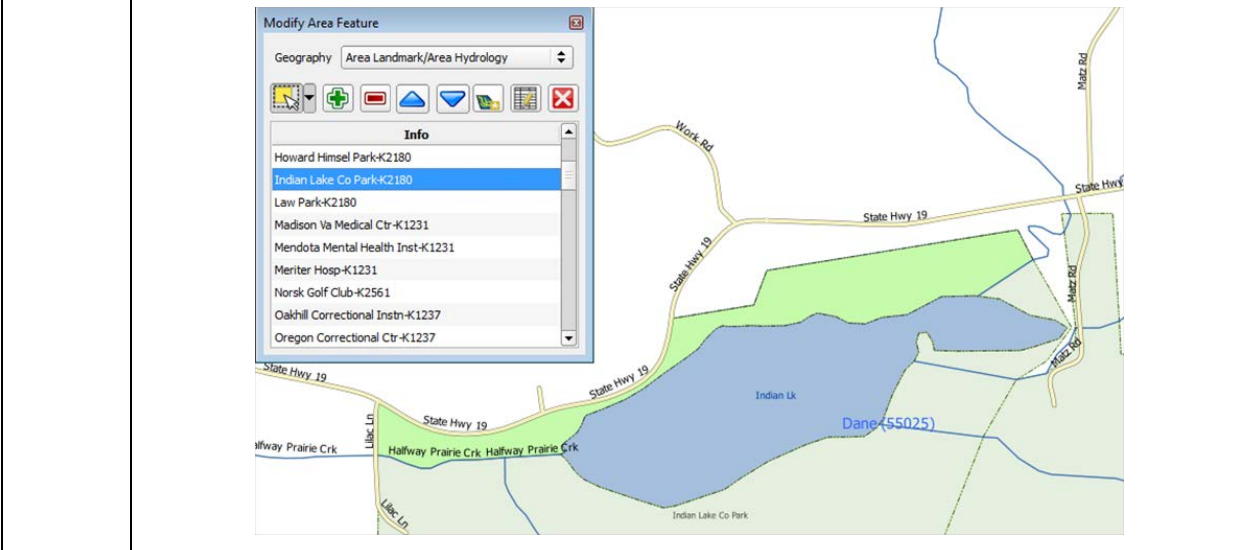 Modify Area Feature
Geography Area Landmark/Area Hydrology
Info
Howard Himsel Park-K2180
Indian Lake Co Park-K2180
Law Park-K2180
Madison Va Medical Ctr-K1231
Mendota Mental Health Inst-K1231
Meriter Hosp-K1231
Norsk Golf Club-K2561
Oakhill Correctional Instn-K1237
Oregon Correctional Ctr-K1237
Matz Rd
Work Rd
State Hwy
State Hwy 19
State Hwy 19
Matz Rd
Matz Rd
State Hwy 19
State Hwy 19
Indian Lk
Lilac Ln
State Hwy 19
Dane (55025)
alfway Prairie Crk
Halfway Prairie Crk Halfway Prairie Crk
Lilac Ln
Indian Lake Co Park